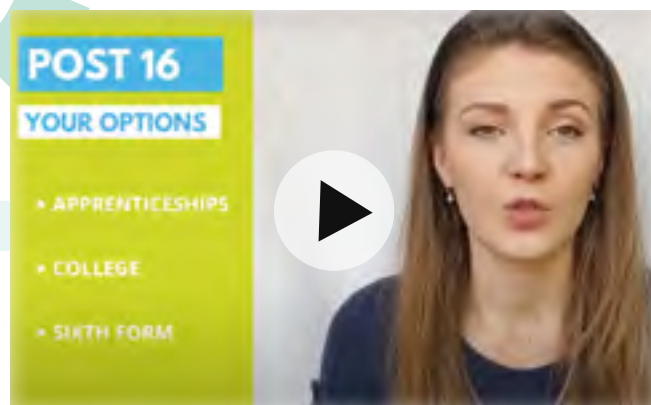 POST 16
YOUR OPTIONS
• APPRENTICESHIPS
• COLLEGE
• SIXTH FORM